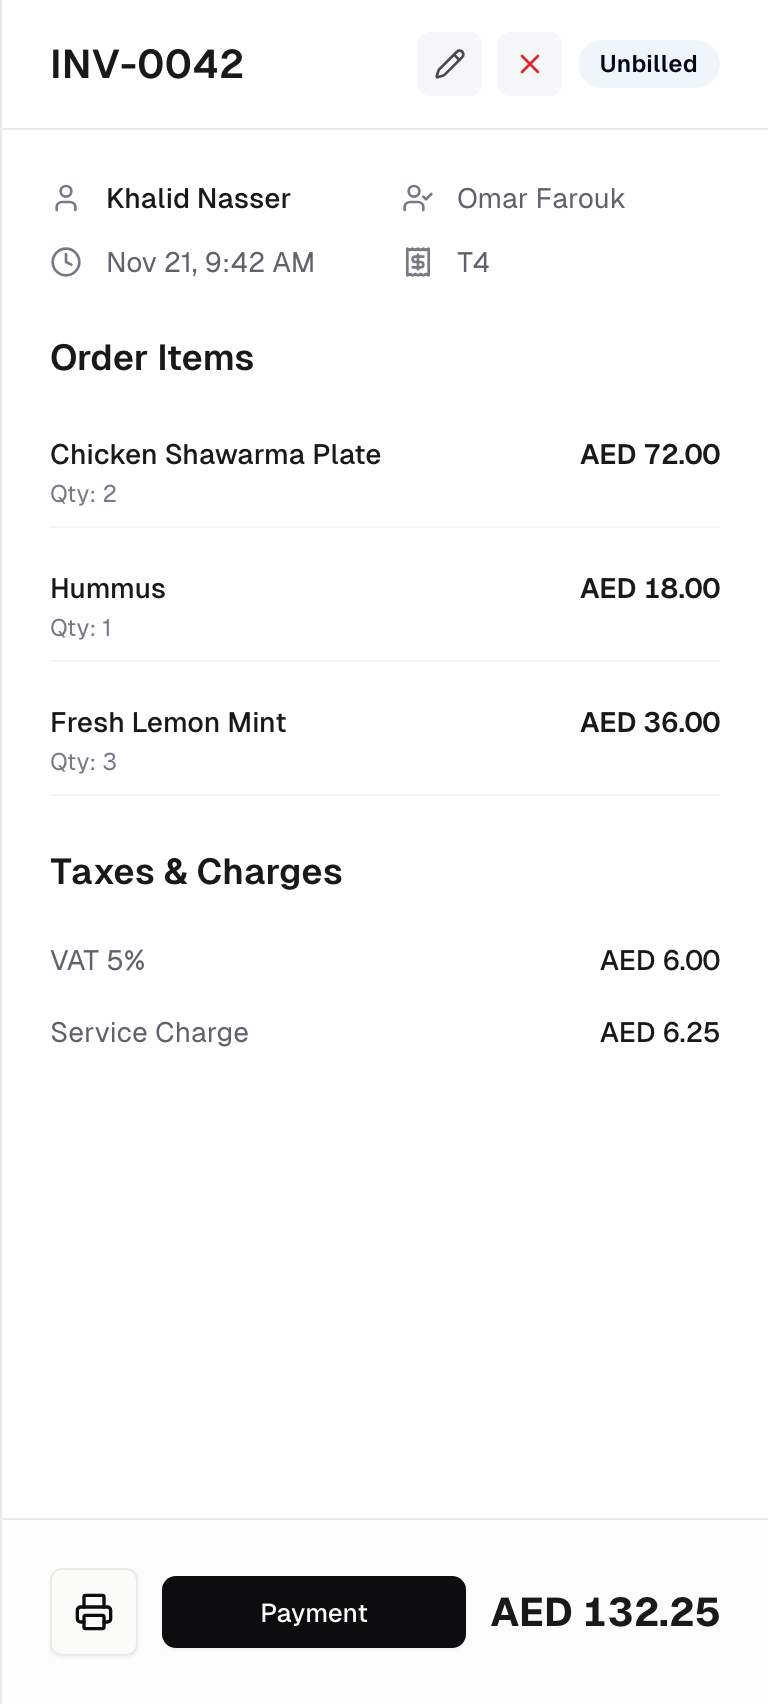 INV-0042
Unbilled
Khalid Nasser
Omar Farouk
Nov 21, 9:42 AM
T4
Order Items
Chicken Shawarma Plate AED 72.00
Qty: 2
Hummus AED 18.00
Qty: 1
Fresh Lemon Mint AED 36.00
Qty: 3
Taxes & Charges
VAT 5% AED 6.00
Service Charge AED 6.25
Payment AED 132.25